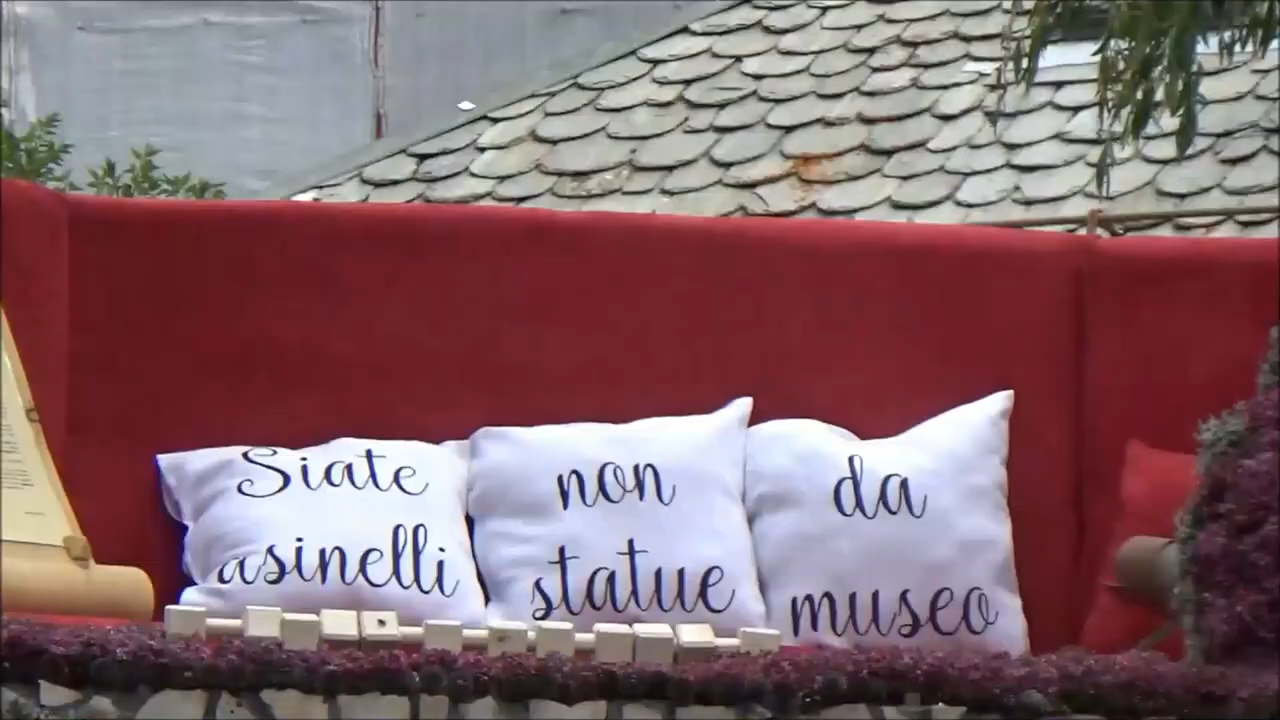 Siate
asinelli
non
statue
da
museo